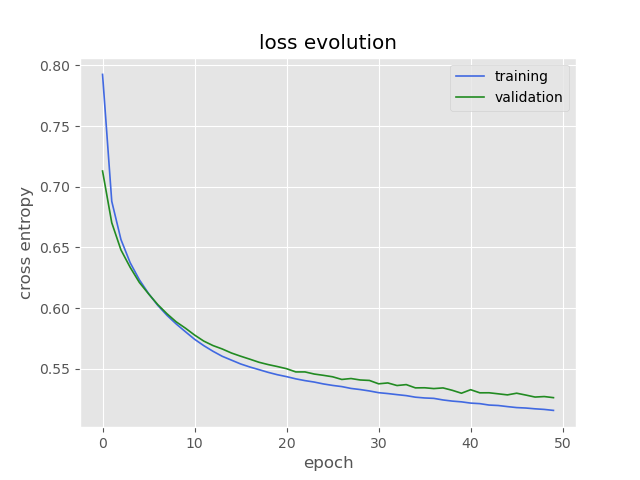 loss evolution
training
validation
0.80
0.75
0.70
0.65
0.60
0.55
cross entropy
0 10 20 30 40 50
epoch